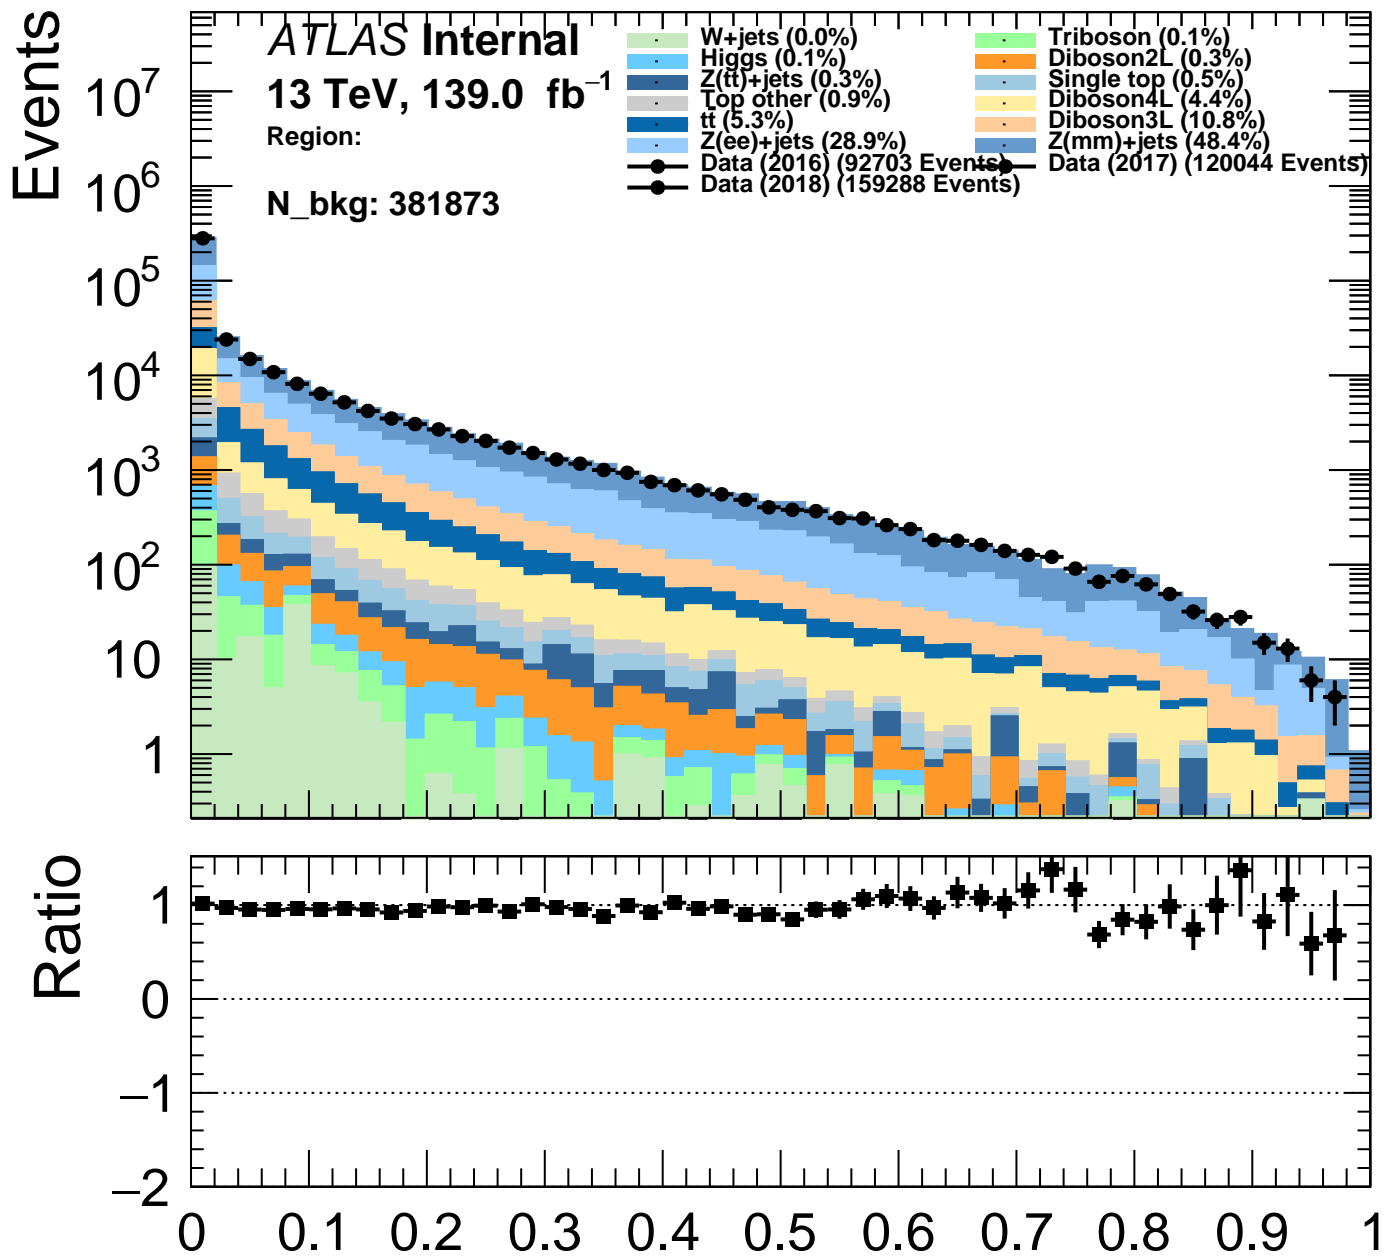 Events
ATLAS Internal
13 TeV, 139.0 fb⁻¹
Region:
N_bkg: 381873
W+jets (0.0%)
Triboson (0.1%)
Higgs (0.1%)
Diboson2L (0.3%)
Z(tt)+jets (0.3%)
Single top (0.5%)
Top other (0.9%)
Diboson4L (4.4%)
tt̄ (5.3%)
Diboson3L (10.8%)
Z(ee)+jets (28.9%)
Z(mm)+jets (48.4%)
Data (2016) (92703 Events)
Data (2017) (120044 Events)
Data (2018) (159288 Events)
10⁷
10⁶
10⁵
10⁴
10³
10²
10
1
Ratio
1
0
−1
−2
0 0.1 0.2 0.3 0.4 0.5 0.6 0.7 0.8 0.9 1